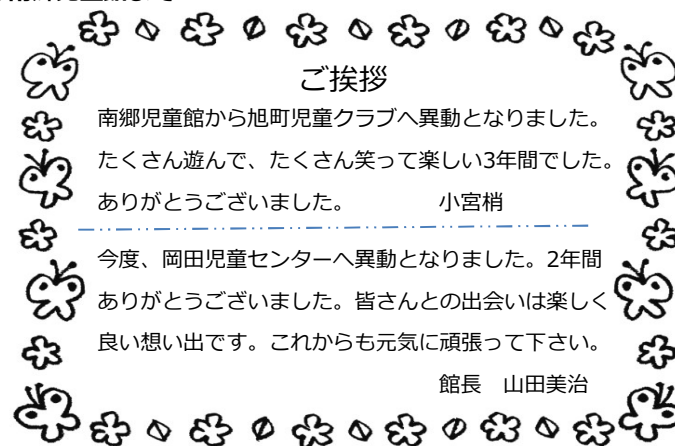 ご挨拶
南郷児童館から旭町児童クラブへ異動となりました。
たくさん遊んで、たくさん笑って楽しい3年間でした。
ありがとうございました。　　　　小宮梢
今度、岡田児童センターへ異動となりました。2年間
ありがとうございました。皆さんとの出会いは楽しく
良い想い出です。これからも元気に頑張って下さい。
館長　山田美治